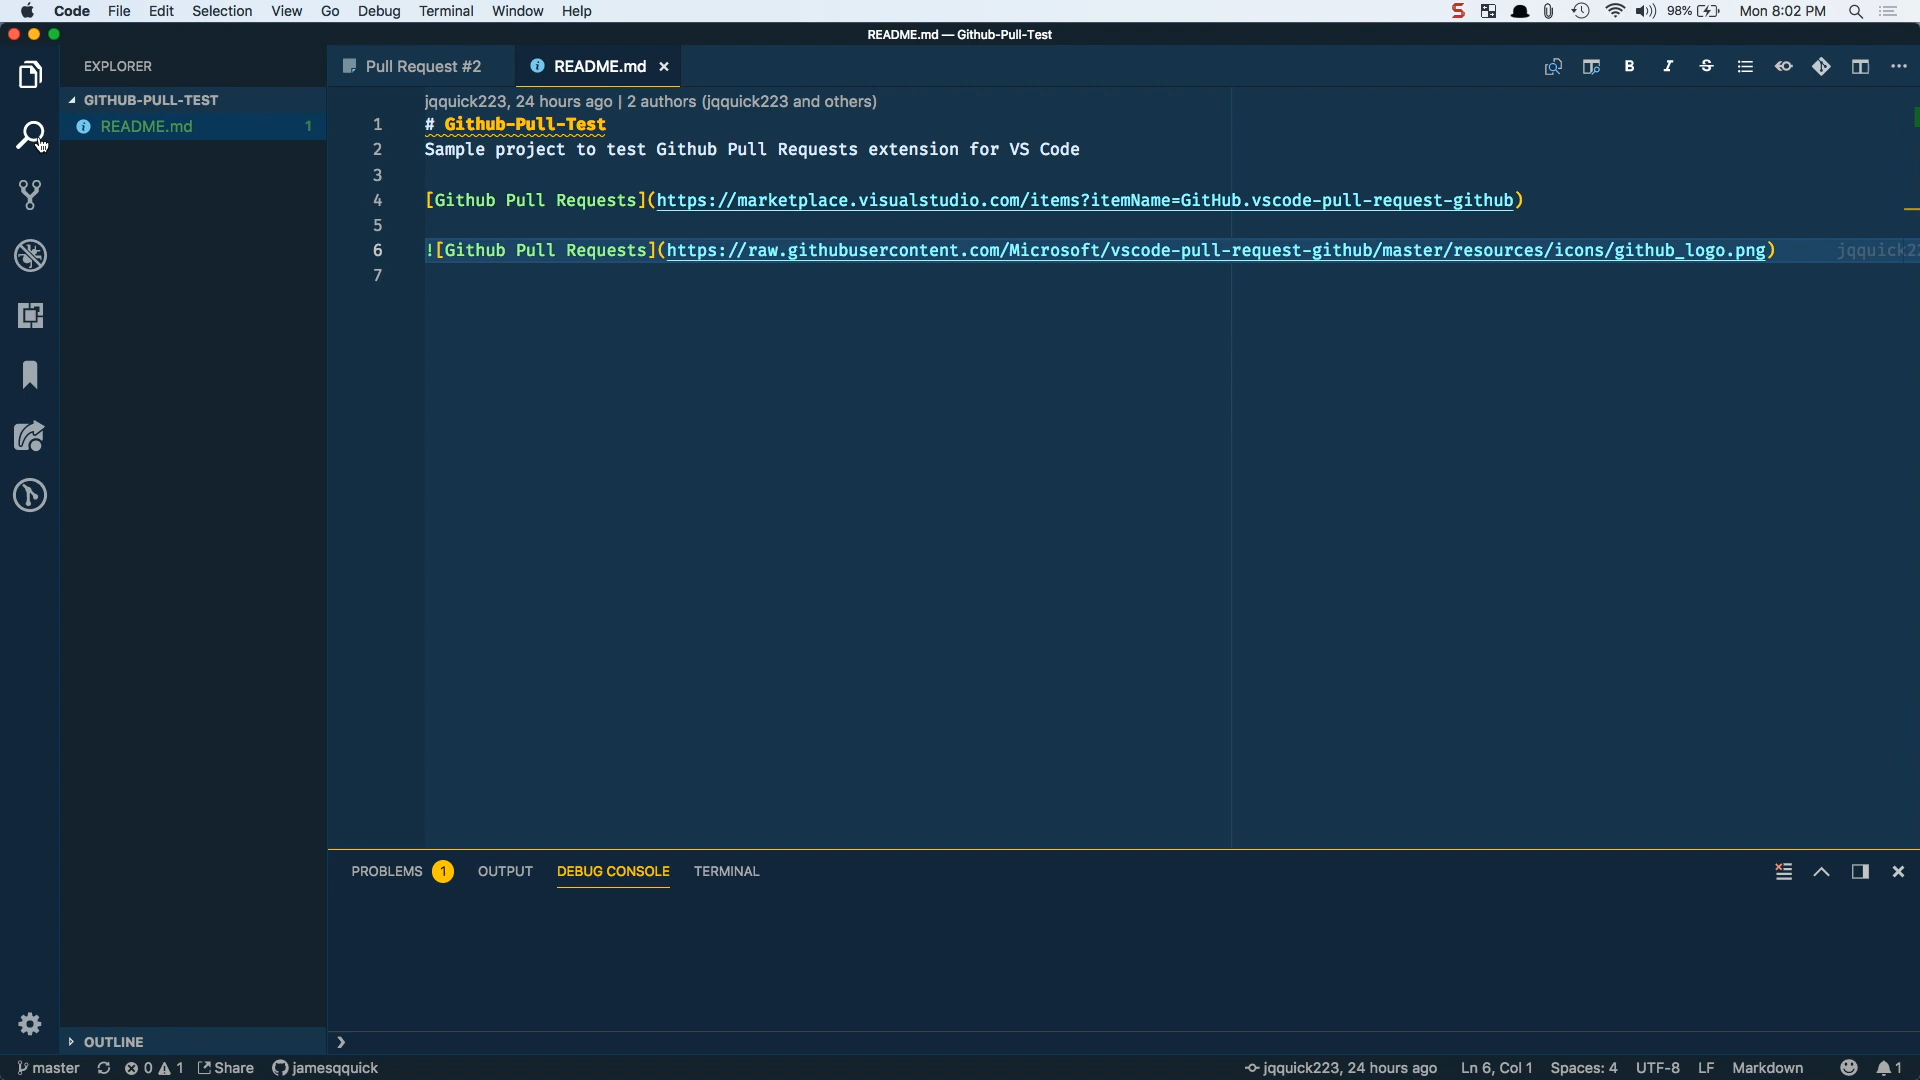 Code File Edit Selection View Go Debug Terminal Window Help
98% Mon 8:02 PM
README.md — Github-Pull-Test
EXPLORER
GITHUB-PULL-TEST
README.md 1
Pull Request #2 README.md
jqquick223, 24 hours ago | 2 authors (jqquick223 and others)
1 # Github-Pull-Test
2 Sample project to test Github Pull Requests extension for VS Code
3
4 [Github Pull Requests](https://marketplace.visualstudio.com/items?itemName=GitHub.vscode-pull-request-github)
5
6 ![Github Pull Requests](https://raw.githubusercontent.com/Microsoft/vscode-pull-request-github/master/resources/icons/github_logo.png) jqquick22
7
PROBLEMS 1 OUTPUT DEBUG CONSOLE TERMINAL
OUTLINE
master 0 1 Share jamesqquick
jqquick223, 24 hours ago Ln 6, Col 1 Spaces: 4 UTF-8 LF Markdown 1